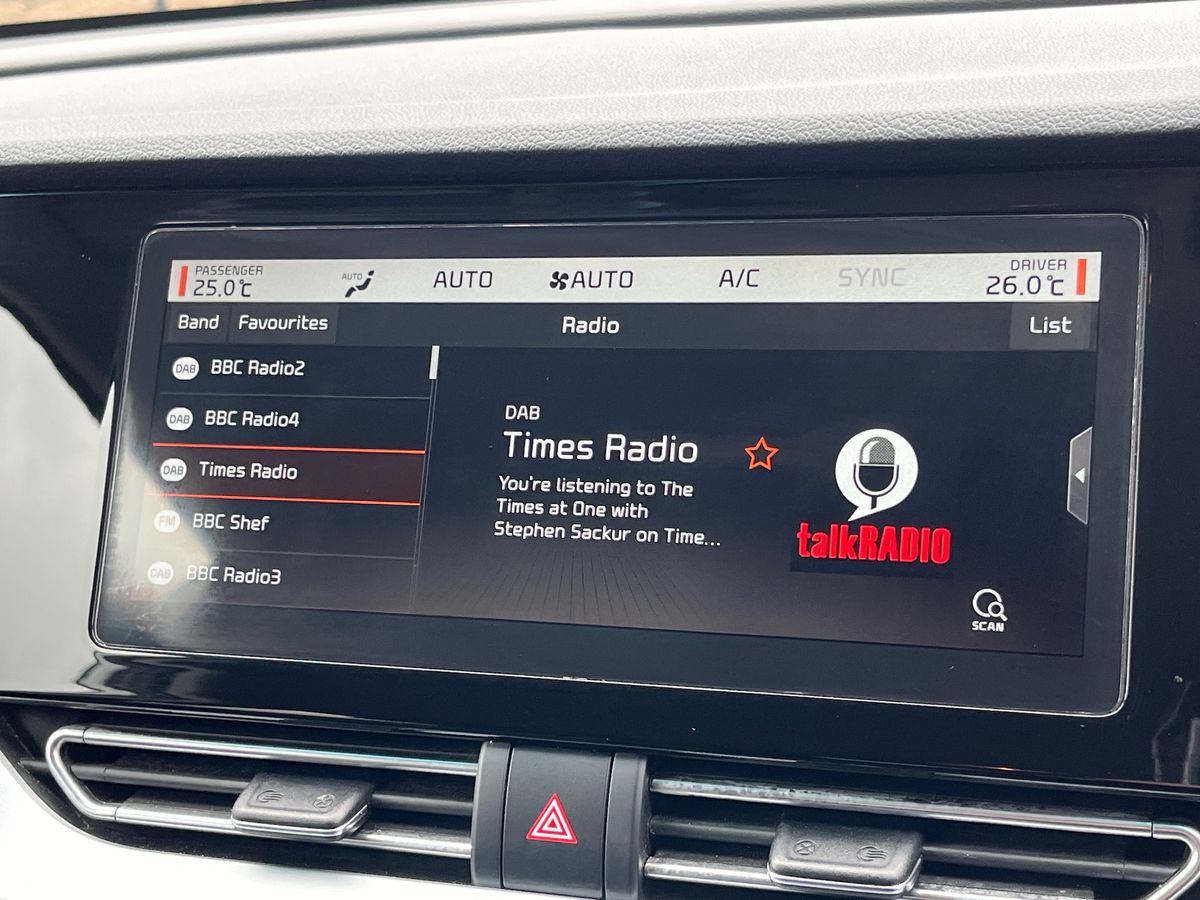 PASSENGER
25.0℃
AUTO
AUTO
AUTO
A/C
SYNC
DRIVER
26.0℃
Band
Favourites
Radio
List
DAB BBC Radio2
DAB BBC Radio4
DAB Times Radio
FM BBC Shef
DAB BBC Radio3
DAB
Times Radio
You're listening to The
Times at One with
Stephen Sackur on Time...
talkRADIO
SCAN